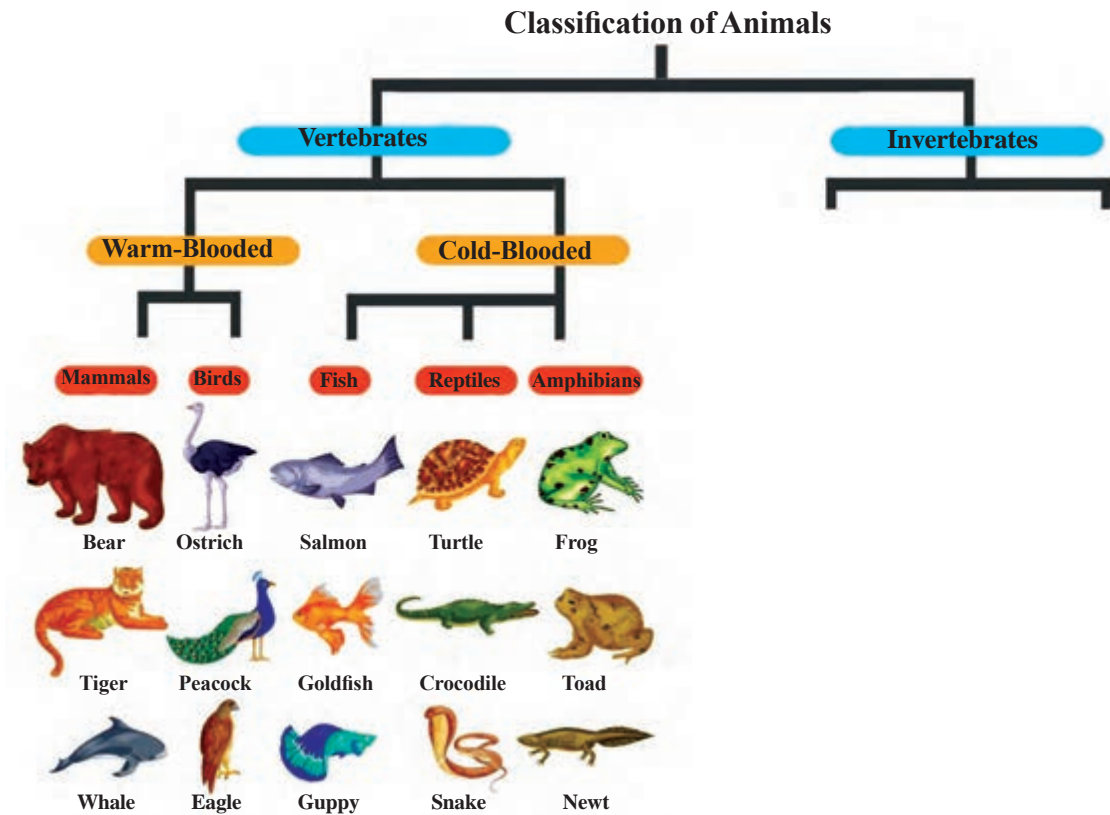 Classification of Animals
Vertebrates
Invertebrates
Warm-Blooded
Cold-Blooded
Mammals
Birds
Fish
Reptiles
Amphibians
Bear
Ostrich
Salmon
Turtle
Frog
Tiger
Peacock
Goldfish
Crocodile
Toad
Whale
Eagle
Guppy
Snake
Newt